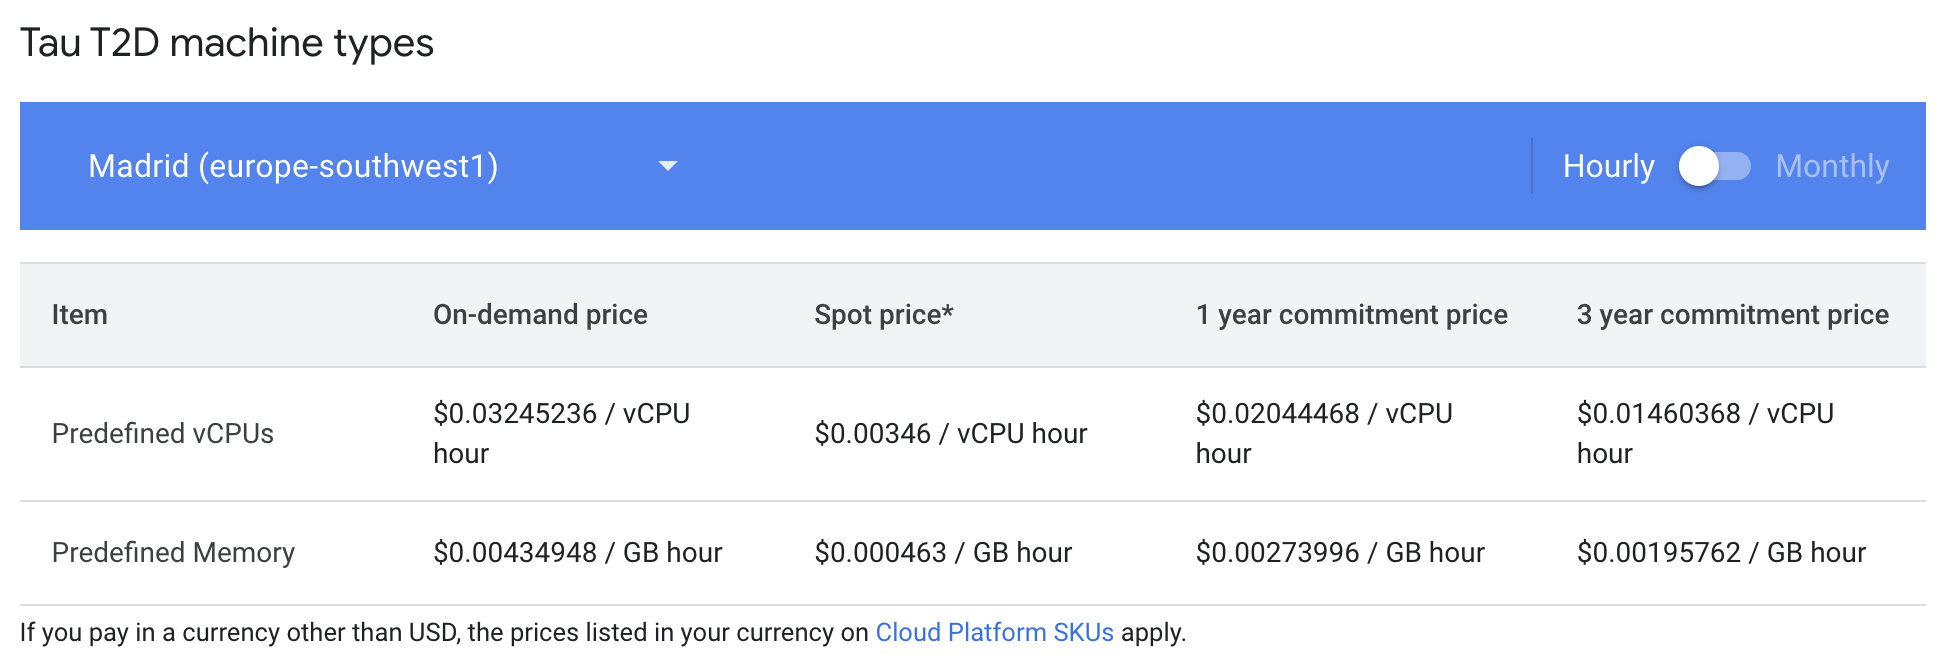 Tau T2D machine types
Madrid (europe-southwest1)
Hourly
Monthly
Item
On-demand price
Spot price*
1 year commitment price
3 year commitment price
Predefined vCPUs
$0.03245236 / vCPU
hour
$0.00346 / vCPU hour
$0.02044468 / vCPU
hour
$0.01460368 / vCPU
hour
Predefined Memory
$0.00434948 / GB hour
$0.000463 / GB hour
$0.00273996 / GB hour
$0.00195762 / GB hour
If you pay in a currency other than USD, the prices listed in your currency on Cloud Platform SKUs apply.